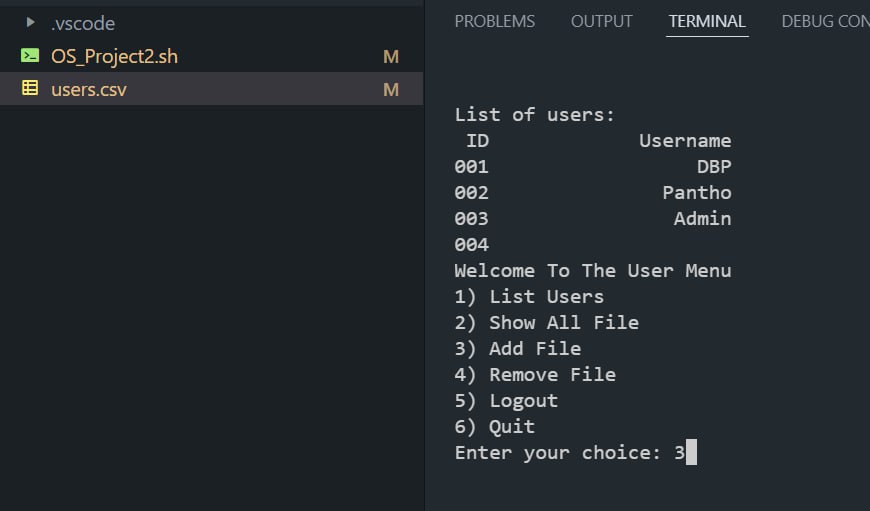 .vscode
OS_Project2.sh M
users.csv M
PROBLEMS OUTPUT TERMINAL DEBUG CON
List of users:
ID Username
001 DBP
002 Pantho
003 Admin
004
Welcome To The User Menu
1) List Users
2) Show All File
3) Add File
4) Remove File
5) Logout
6) Quit
Enter your choice: 3